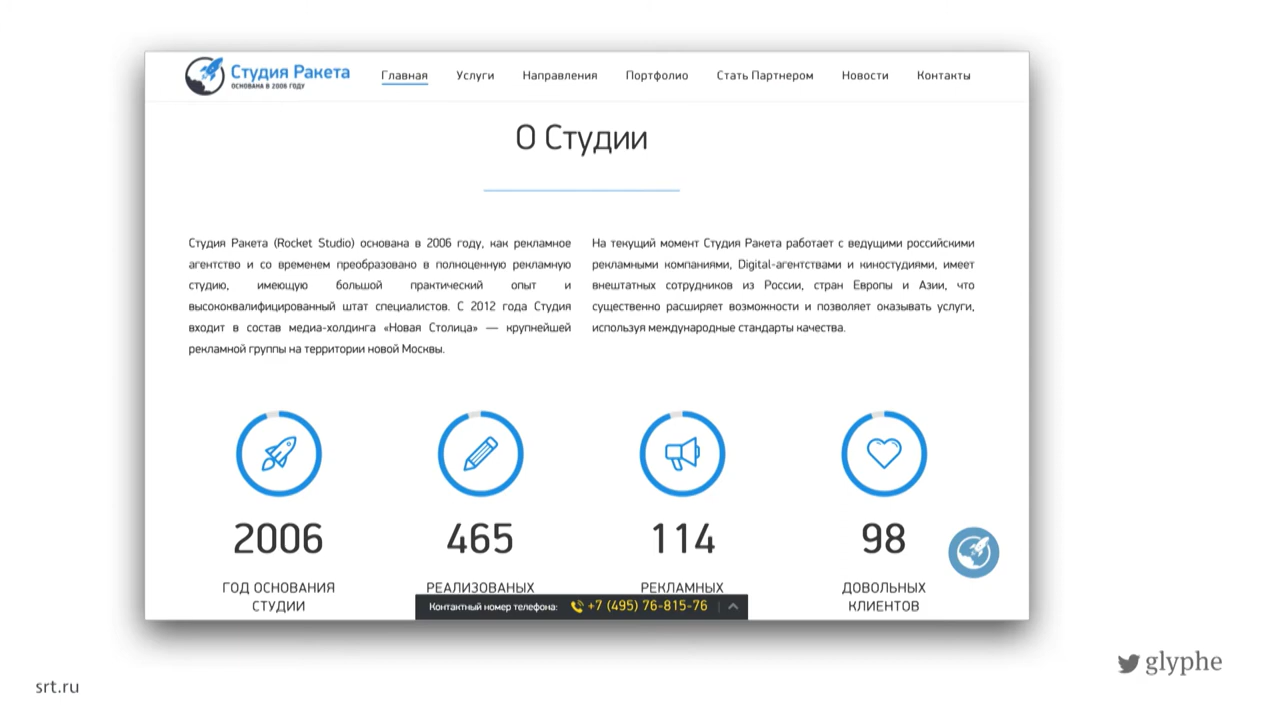 Студия Ракета
ОСНОВАНА В 2006 ГОДУ
Главная Услуги Направления Портфолио Стать Партнером Новости Контакты
О Студии
Студия Ракета (Rocket Studio) основана в 2006 году, как рекламное
агентство и со временем преобразовано в полноценную рекламную
студию, имеющую большой практический опыт и
высококвалифицированный штат специалистов. С 2012 года Студия
входит в состав медиа-холдинга «Новая Столица» — крупнейшей
рекламной группы на территории новой Москвы.
На текущий момент Студия Ракета работает с ведущими российскими
рекламными компаниями, Digital-агентствами и киностудиями, имеет
внештатных сотрудников из России, стран Европы и Азии, что
существенно расширяет возможности и позволяет оказывать услуги,
используя международные стандарты качества.
2006
ГОД ОСНОВАНИЯ
СТУДИИ
465
РЕАЛИЗОВАНЫХ
114
РЕКЛАМНЫХ
98
ДОВОЛЬНЫХ
КЛИЕНТОВ
Контактный номер телефона: +7 (495) 76-815-76
glyphe
srt.ru